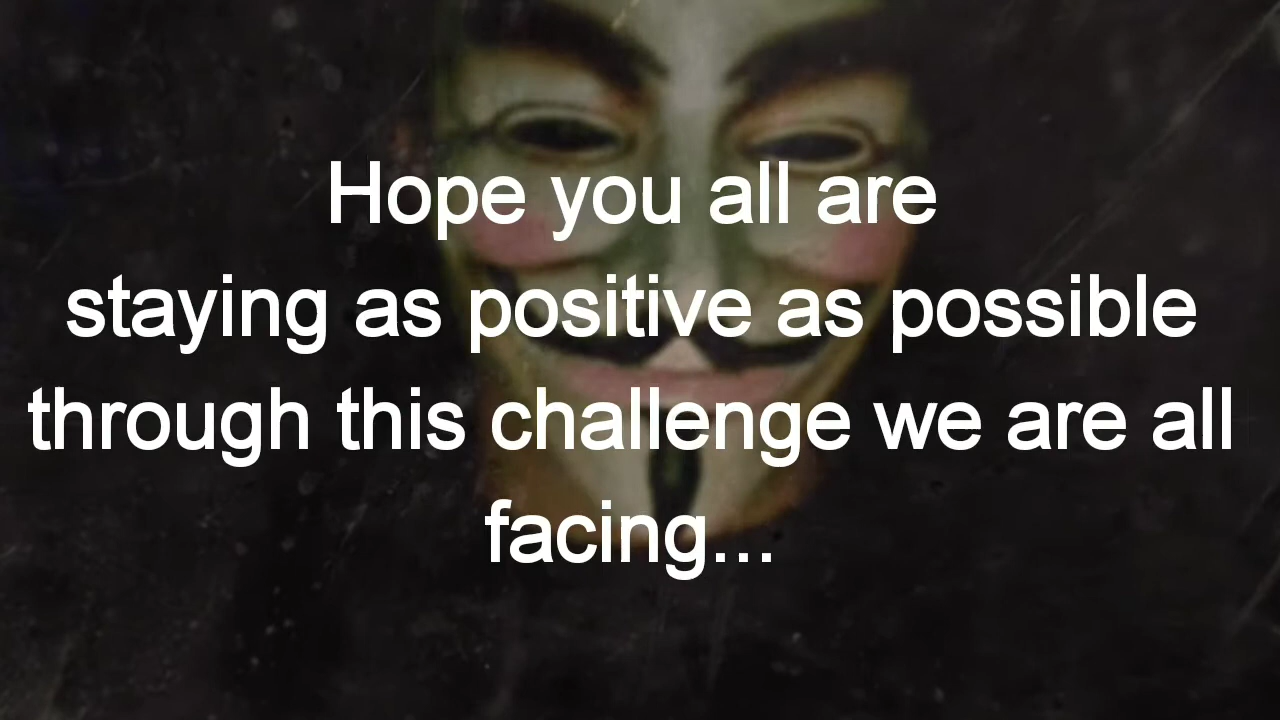 Hope you all are
staying as positive as possible
through this challenge we are all
facing...